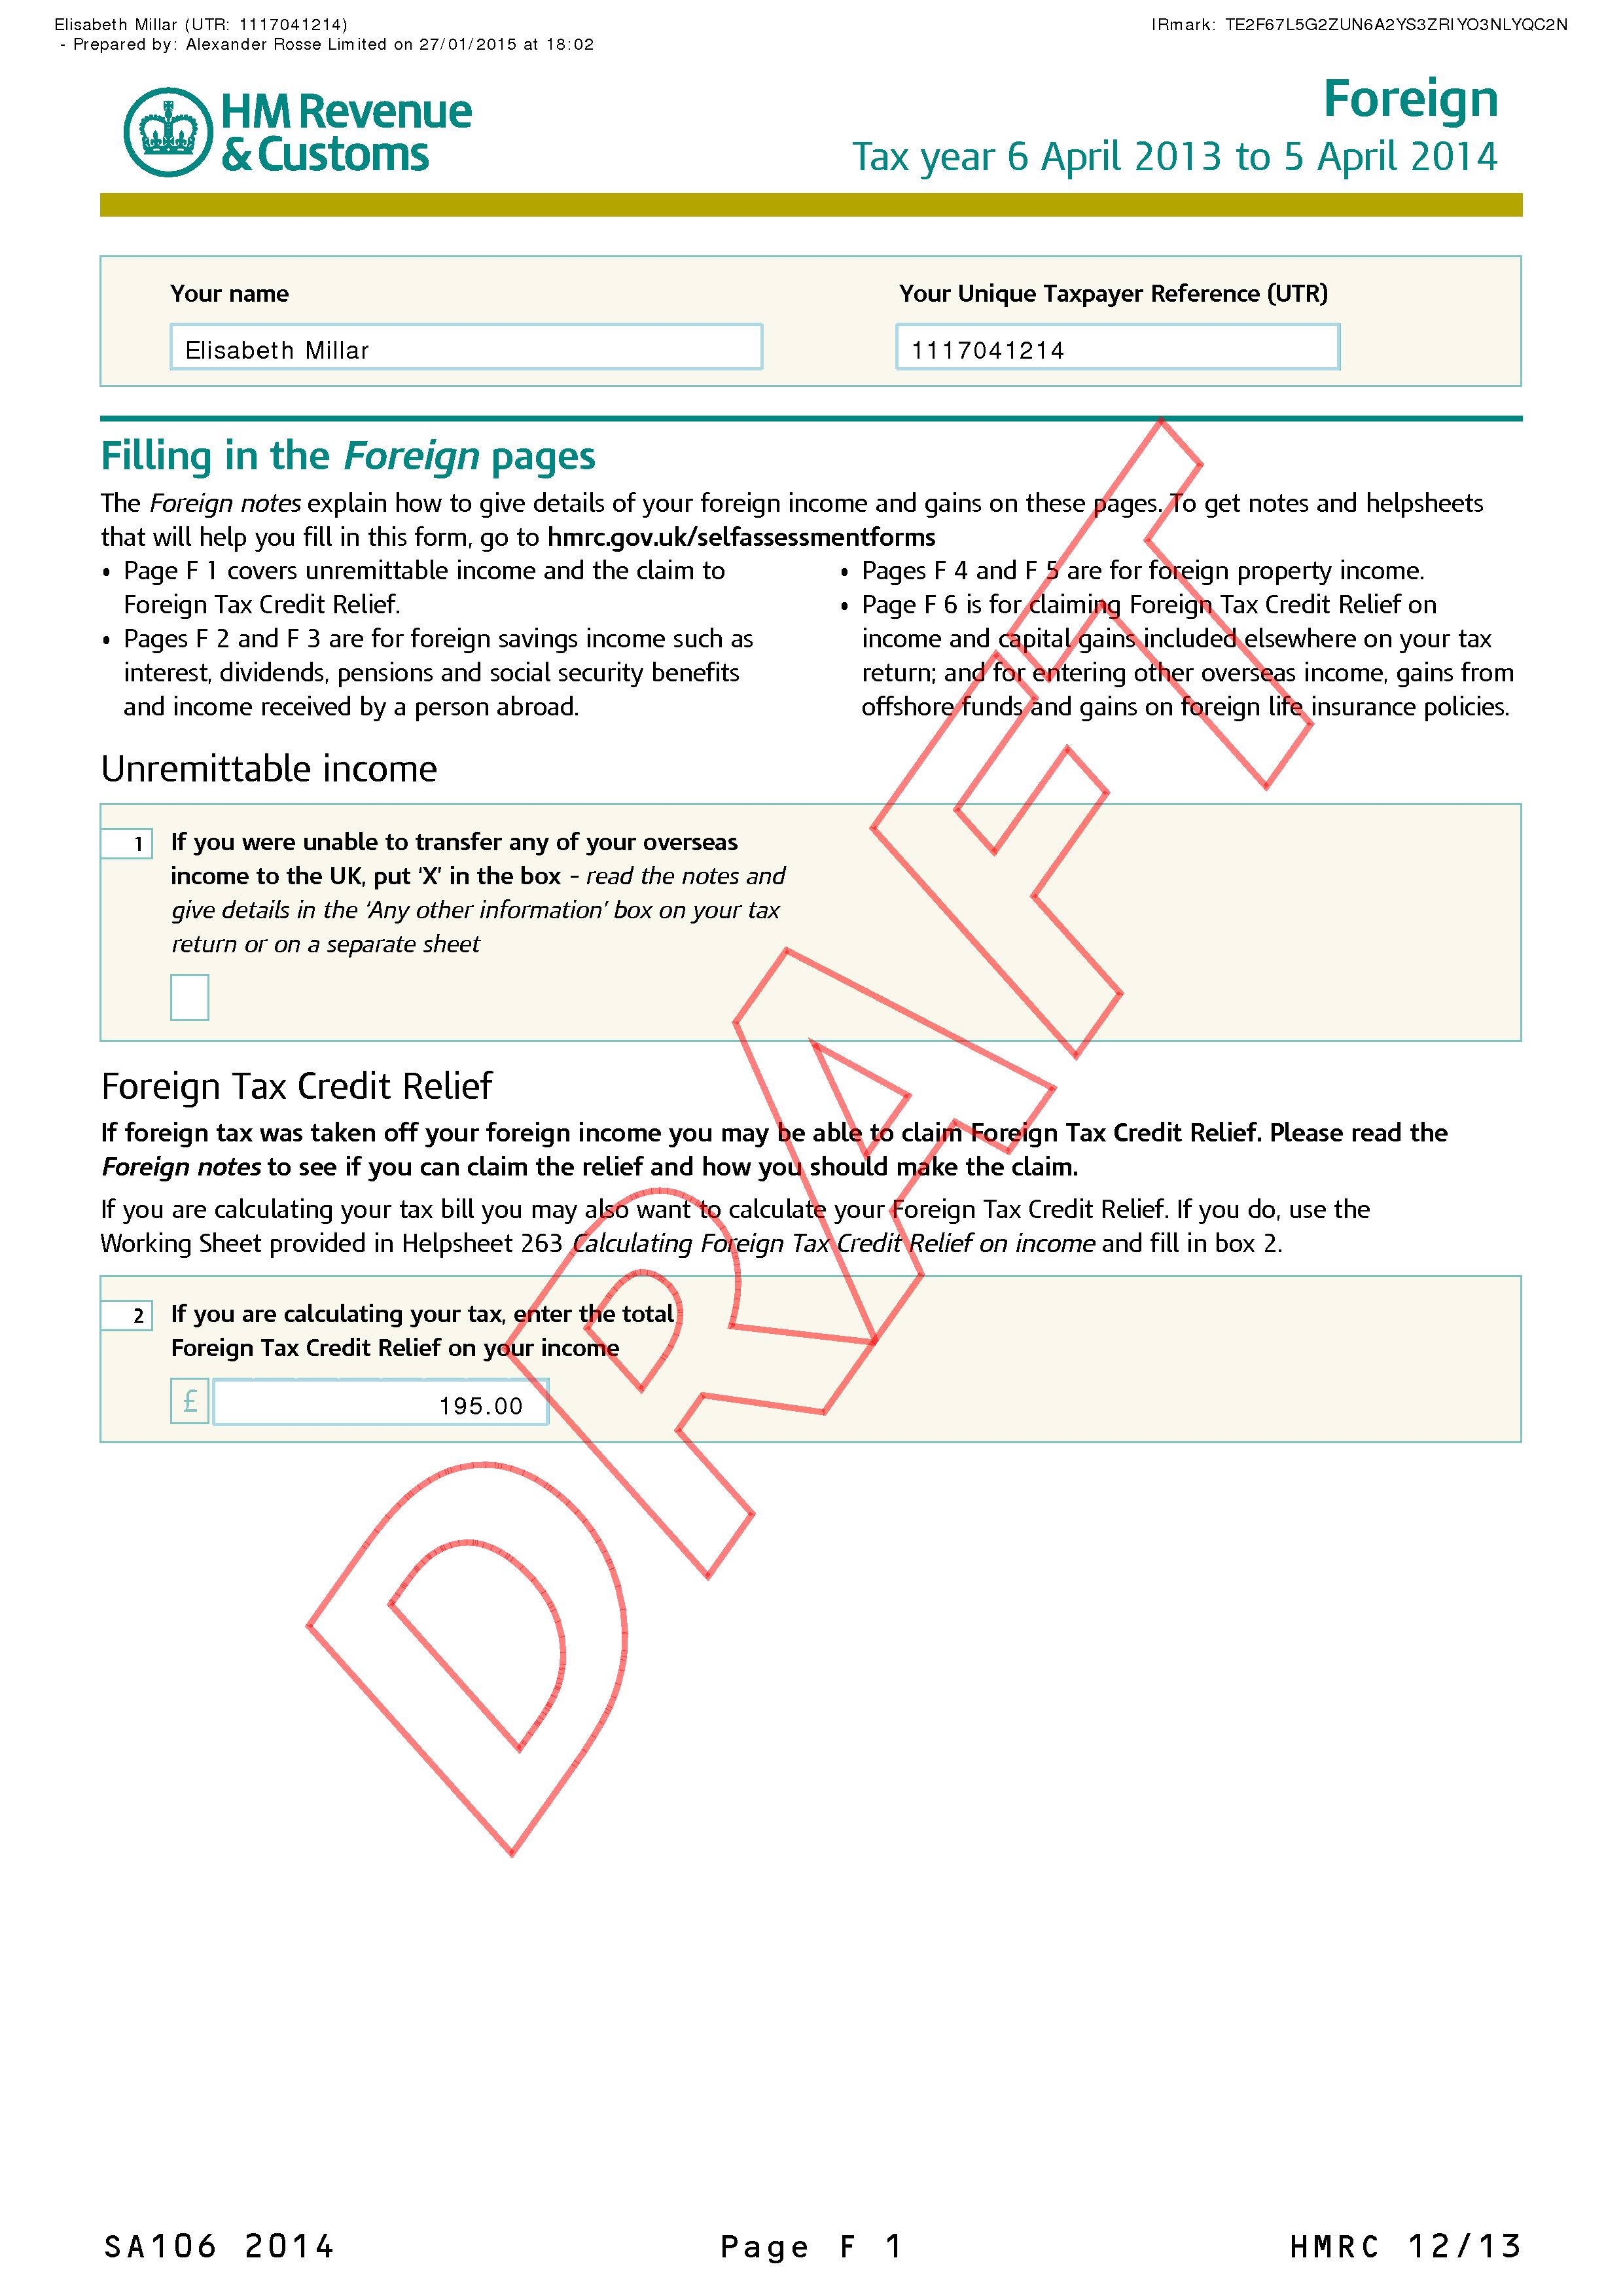 Elisabeth Millar (UTR: 1117041214)
- Prepared by: Alexander Rosse Limited on 27/01/2015 at 18:02
IRmark: TE2F67L5G2ZUN6A2YS3ZRIYO3NLYQC2N
HM Revenue
& Customs
Foreign
Tax year 6 April 2013 to 5 April 2014
Your name
Elisabeth Millar
Your Unique Taxpayer Reference (UTR)
1117041214
Filling in the Foreign pages
The Foreign notes explain how to give details of your foreign income and gains on these pages. To get notes and helpsheets
that will help you fill in this form, go to hmrc.gov.uk/selfassessmentforms
• Page F 1 covers unremittable income and the claim to
Foreign Tax Credit Relief.
• Pages F 2 and F 3 are for foreign savings income such as
interest, dividends, pensions and social security benefits
and income received by a person abroad.
• Pages F 4 and F 5 are for foreign property income.
• Page F 6 is for claiming Foreign Tax Credit Relief on
income and capital gains included elsewhere on your tax
return; and for entering other overseas income, gains from
offshore funds and gains on foreign life insurance policies.
Unremittable income
1 If you were unable to transfer any of your overseas
income to the UK, put ‘X’ in the box – read the notes and
give details in the ‘Any other information’ box on your tax
return or on a separate sheet
Foreign Tax Credit Relief
If foreign tax was taken off your foreign income you may be able to claim Foreign Tax Credit Relief. Please read the
Foreign notes to see if you can claim the relief and how you should make the claim.
If you are calculating your tax bill you may also want to calculate your Foreign Tax Credit Relief. If you do, use the
Working Sheet provided in Helpsheet 263 Calculating Foreign Tax Credit Relief on income and fill in box 2.
2 If you are calculating your tax, enter the total
Foreign Tax Credit Relief on your income
£ 195.00
DRAFT
SA106 2014
Page F 1
HMRC 12/13